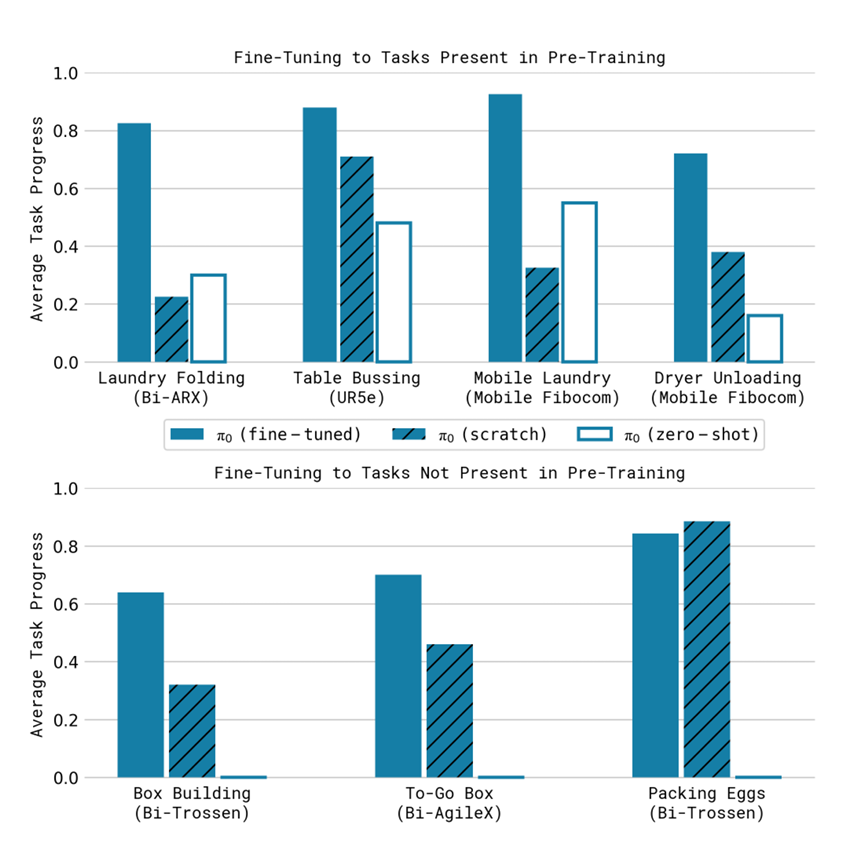 Fine-Tuning to Tasks Present in Pre-Training
Average Task Progress
1.0
0.8
0.6
0.4
0.2
0.0
Laundry Folding Table Bussing Mobile Laundry Dryer Unloading
(Bi-ARX) (UR5e) (Mobile Fibocom) (Mobile Fibocom)
π₀ (fine-tuned) π₀ (scratch) π₀ (zero-shot)
Fine-Tuning to Tasks Not Present in Pre-Training
Average Task Progress
1.0
0.8
0.6
0.4
0.2
0.0
Box Building To-Go Box Packing Eggs
(Bi-Trossen) (Bi-AgileX) (Bi-Trossen)